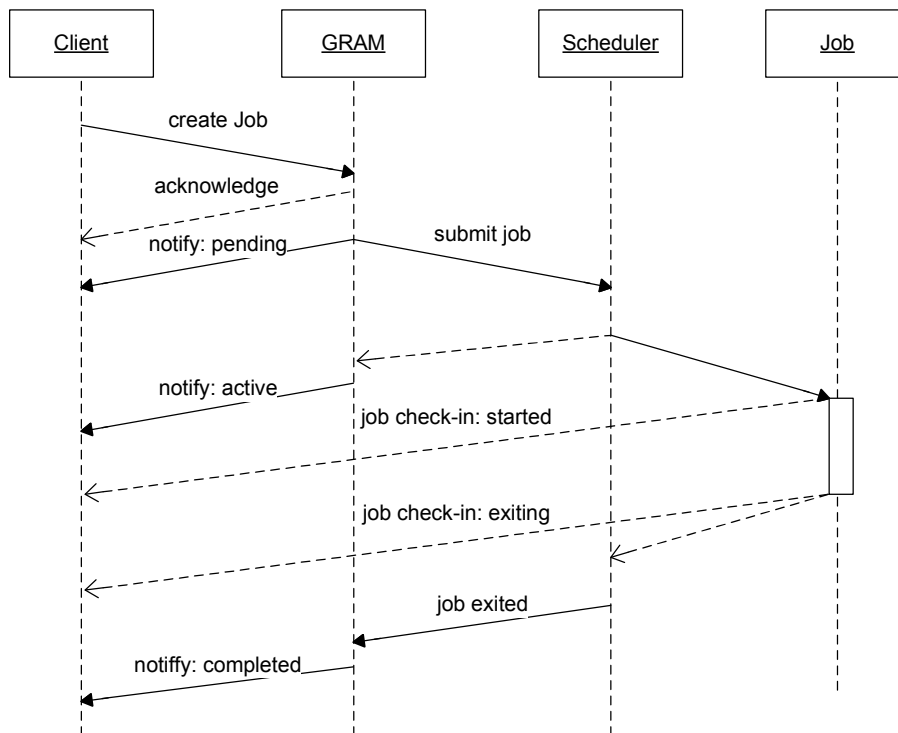 Client
GRAM
Scheduler
Job
create Job
acknowledge
notify: pending
submit job
notify: active
job check-in: started
job check-in: exiting
job exited
notiffy: completed